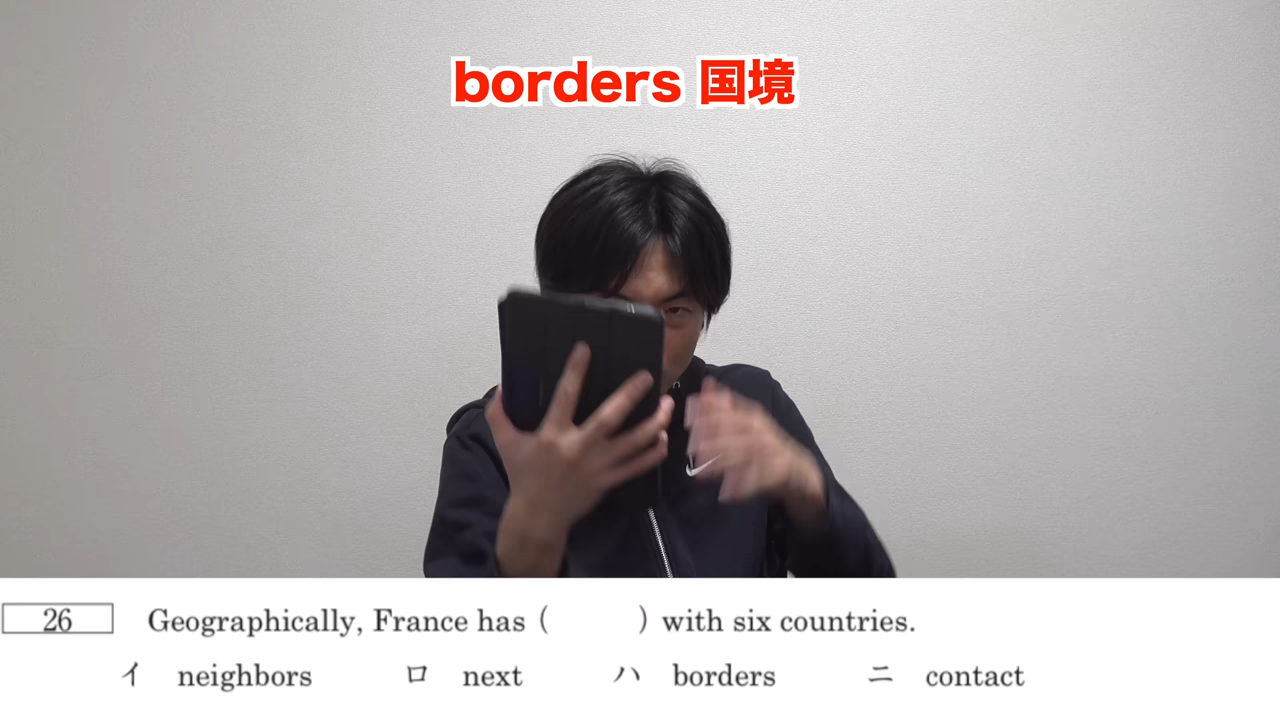 borders 国境
26 Geographically, France has ( ) with six countries.
イ neighbors ロ next ハ borders ニ contact